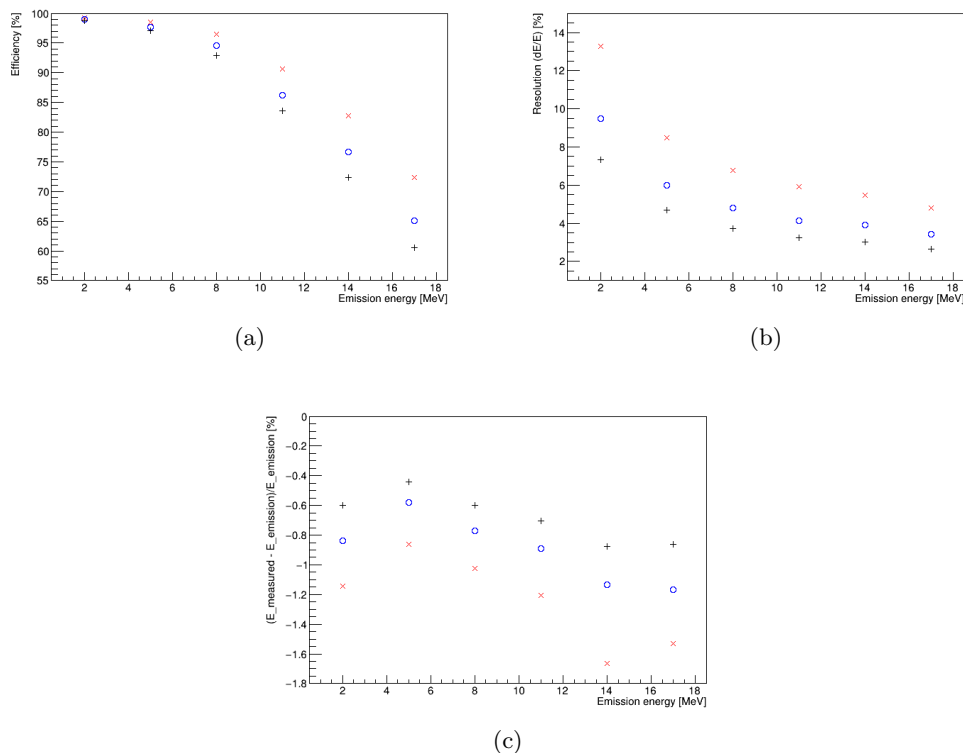 Efficiency [%]
100
95
90
85
80
75
70
65
60
55
2 4 6 8 10 12 14 16 18
Emission energy [MeV]
(a)
Resolution (dE/E) [%]
14
12
10
8
6
4
2
2 4 6 8 10 12 14 16 18
Emission energy [MeV]
(b)
(E_measured - E_emission)/E_emission [%]
0
−0.2
−0.4
−0.6
−0.8
−1
−1.2
−1.4
−1.6
−1.8
2 4 6 8 10 12 14 16 18
Emission energy [MeV]
(c)